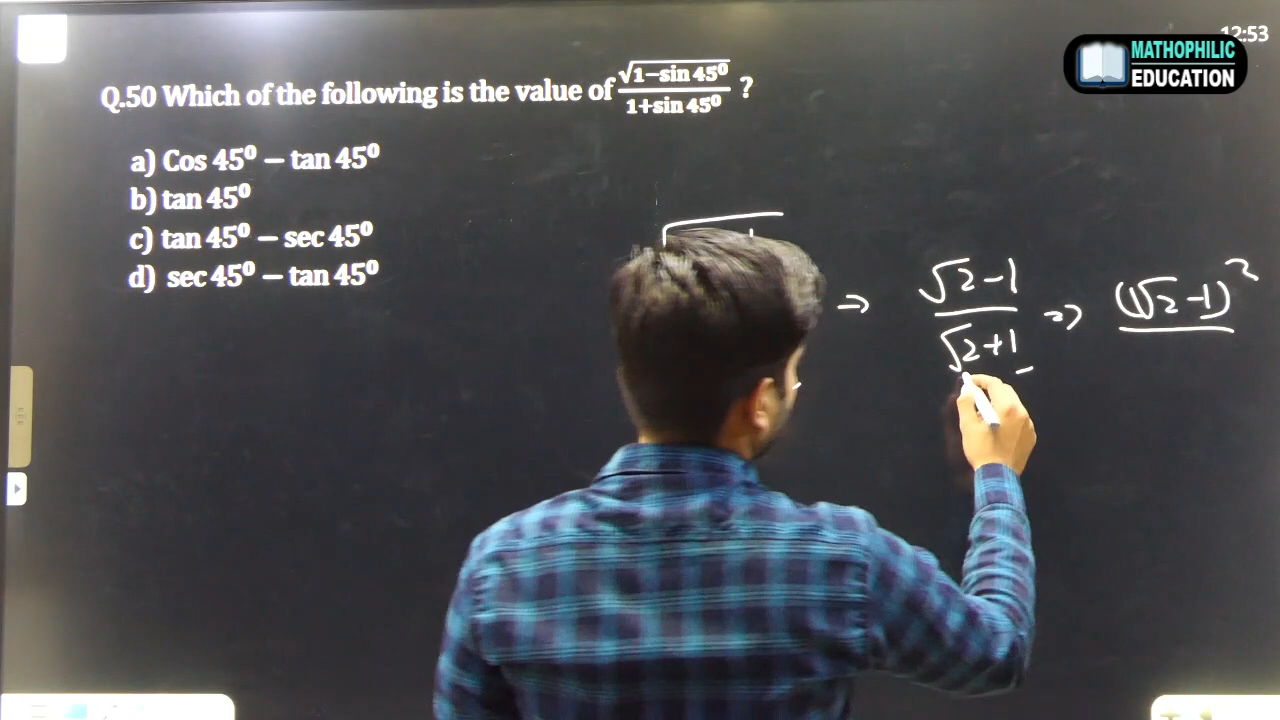 12:53
MATHOPHILIC
EDUCATION
Q.50 Which of the following is the value of √1−sin 45⁰ / 1+sin 45⁰ ?
a) Cos 45⁰ − tan 45⁰
b) tan 45⁰
c) tan 45⁰ − sec 45⁰
d) sec 45⁰ − tan 45⁰
⇒ √2−1 / √2+1 ⇒ (√2−1)²